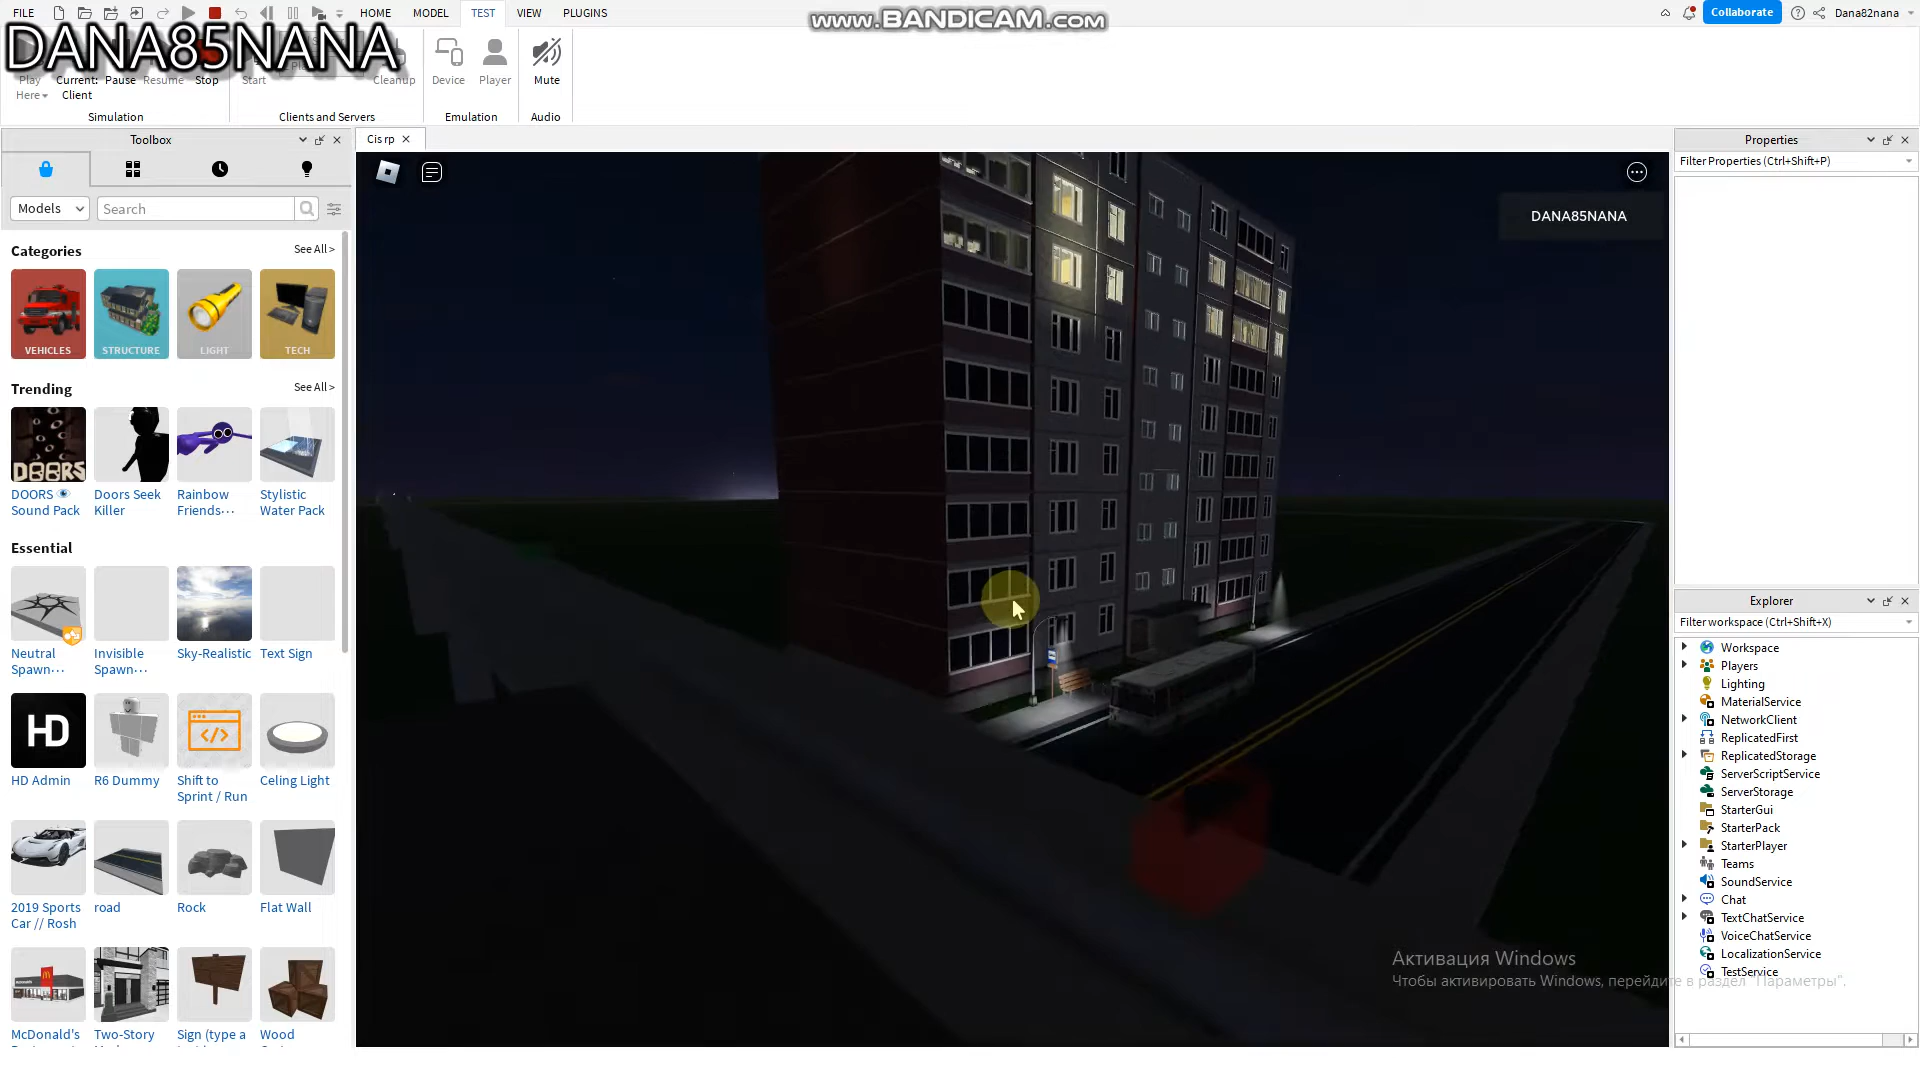 FILE HOME MODEL TEST VIEW PLUGINS
www.BANDICAM.com
Collaborate Dana82nana
DANA85NANA
Play Here
Current: Client
Pause Resume Stop Start Cleanup Device Player Mute
Simulation Clients and Servers Emulation Audio
Toolbox
Cis rp
Properties
Filter Properties (Ctrl+Shift+P)
Models
Search
DANA85NANA
Categories See All >
VEHICLES STRUCTURE LIGHT TECH
Trending See All >
DOORS
DOORS Doors Seek Rainbow Stylistic
Sound Pack Killer Friends… Water Pack
Essential
Neutral Invisible Sky-Realistic Text Sign
Spawn… Spawn…
HD
HD Admin R6 Dummy Shift to Celing Light
Sprint / Run
2019 Sports road Rock Flat Wall
Car // Rosh
McDonald's Two-Story Sign (type a Wood
Explorer
Filter workspace (Ctrl+Shift+X)
Workspace
Players
Lighting
MaterialService
NetworkClient
ReplicatedFirst
ReplicatedStorage
ServerScriptService
ServerStorage
StarterGui
StarterPack
StarterPlayer
Teams
SoundService
Chat
TextChatService
VoiceChatService
LocalizationService
TestService
Активация Windows
Чтобы активировать Windows, перейдите в раздел "Параметры".